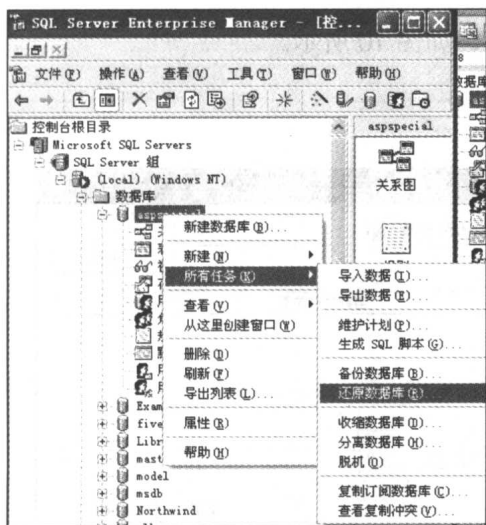 SQL Server Enterprise Manager - [控...
文件(F) 操作(A) 查看(V) 工具(T) 窗口(W) 帮助(H)
控制台根目录
Microsoft SQL Servers
SQL Server 组
(Local) (Windows NT)
数据库
aspspecial
Exam
five
Libr
mast
model
msdb
Northwind
aspspecial
关系图
新建数据库(B)...
新建(N)
所有任务(K)
查看(V)
从这里创建窗口(W)
删除(D)
刷新(F)
导出列表(L)...
属性(R)
帮助(H)
导入数据(I)...
导出数据(E)...
维护计划(P)...
生成 SQL 脚本(G)...
备份数据库(B)...
还原数据库(R)
收缩数据库(D)...
分离数据库(H)...
脱机(O)
复制订阅数据库(C)...
查看复制冲突(V)...